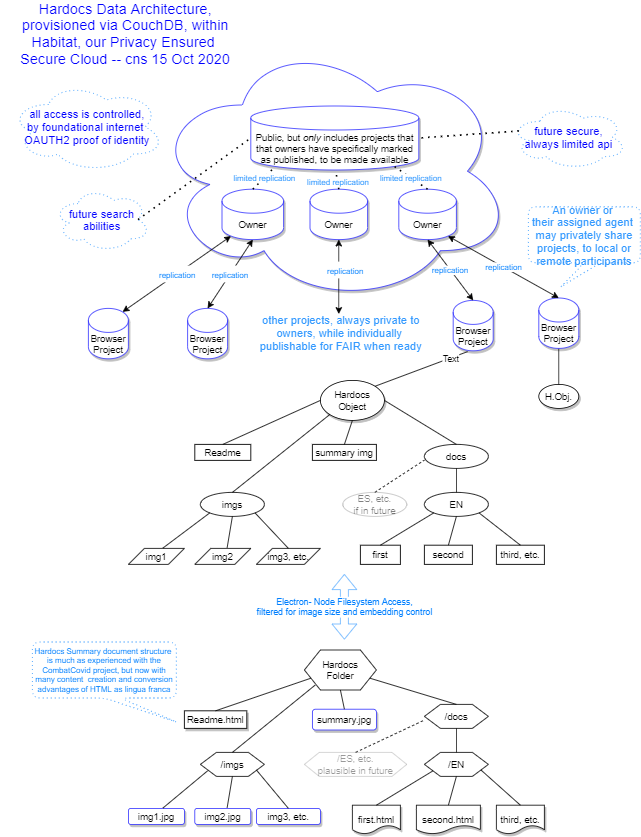 Hardocs Data Architecture,
provisioned via CouchDB, within
Habitat, our Privacy Ensured
Secure Cloud -- cns 15 Oct 2020
all access is controlled,
by foundational internet
OAUTH2 proof of identity
Public, but only includes projects that
that owners have specifically marked
as published, to be made available
future secure,
always limited api
limited replication
limited replication
limited replication
future search
abilities
Owner
Owner
Owner
An owner or
their assigned agent
may privately share
projects, to local or
remote participants
replication
replication
replication
replication
replication
Browser
Project
Browser
Project
other projects, always private to
owners, while individually
publishable for FAIR when ready
Browser
Project
Browser
Project
Text
Hardocs
Object
H.Obj.
Readme
summary img
docs
imgs
ES, etc.
if in future
EN
img1
img2
img3, etc.
first
second
third, etc.
Electron- Node Filesystem Access,
filtered for image size and embedding control
Hardocs Summary document structure
is much as experienced with the
CombatCovid project, but now with
many content creation and conversion
advantages of HTML as lingua franca
Hardocs
Folder
Readme.html
summary.jpg
/docs
/imgs
/ES, etc.
plausible in future
/EN
img1.jpg
img2.jpg
img3, etc.
first.html
second.html
third, etc.